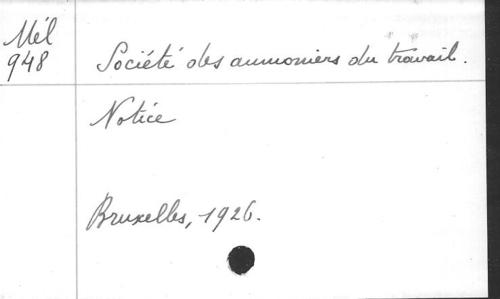 Mél
948
Société des aumoniers du travail.
Notice
Bruxelles, 1926.